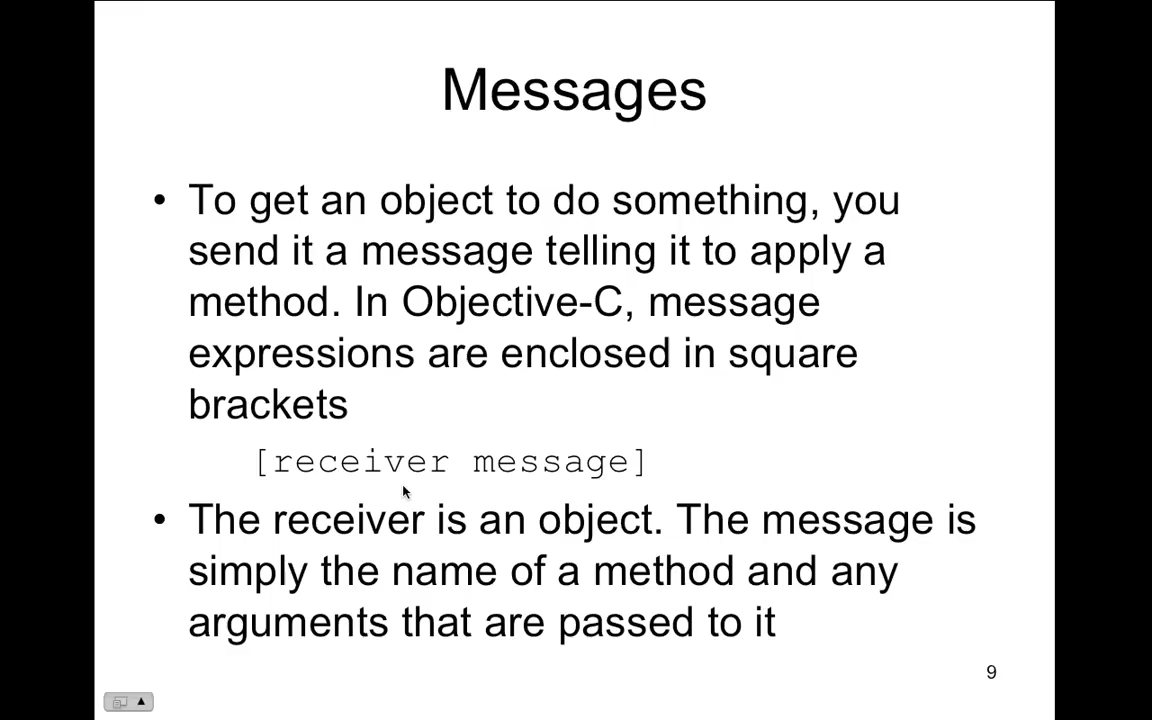 Messages
• To get an object to do something, you
send it a message telling it to apply a
method. In Objective-C, message
expressions are enclosed in square
brackets
[receiver message]
• The receiver is an object. The message is
simply the name of a method and any
arguments that are passed to it
9